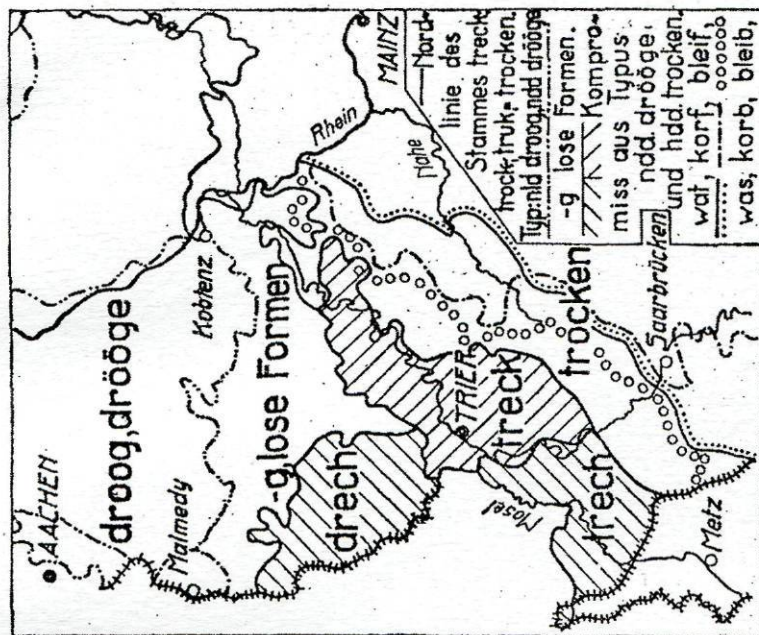 AACHEN
droog, drööge
Malmedy
Koblenz
-g lose Formen
drech
Rhein
MAINZ
Nahe
TRIER
treck
trech
trocken
Mosel
Saarbrücken
Metz
Nord-
linie des
Stammes treck,
trock, truk = trocken.
Typ: nld droog, ndd drööge
-g lose Formen.
Kompro-
miss aus Typus
ndd. drööge.
und hdd. trocken.
wat, korf, bleif,
was, korb, bleib,